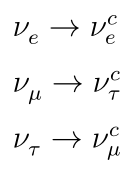 ν_e → ν_e^c
ν_μ → ν_τ^c
ν_τ → ν_μ^c